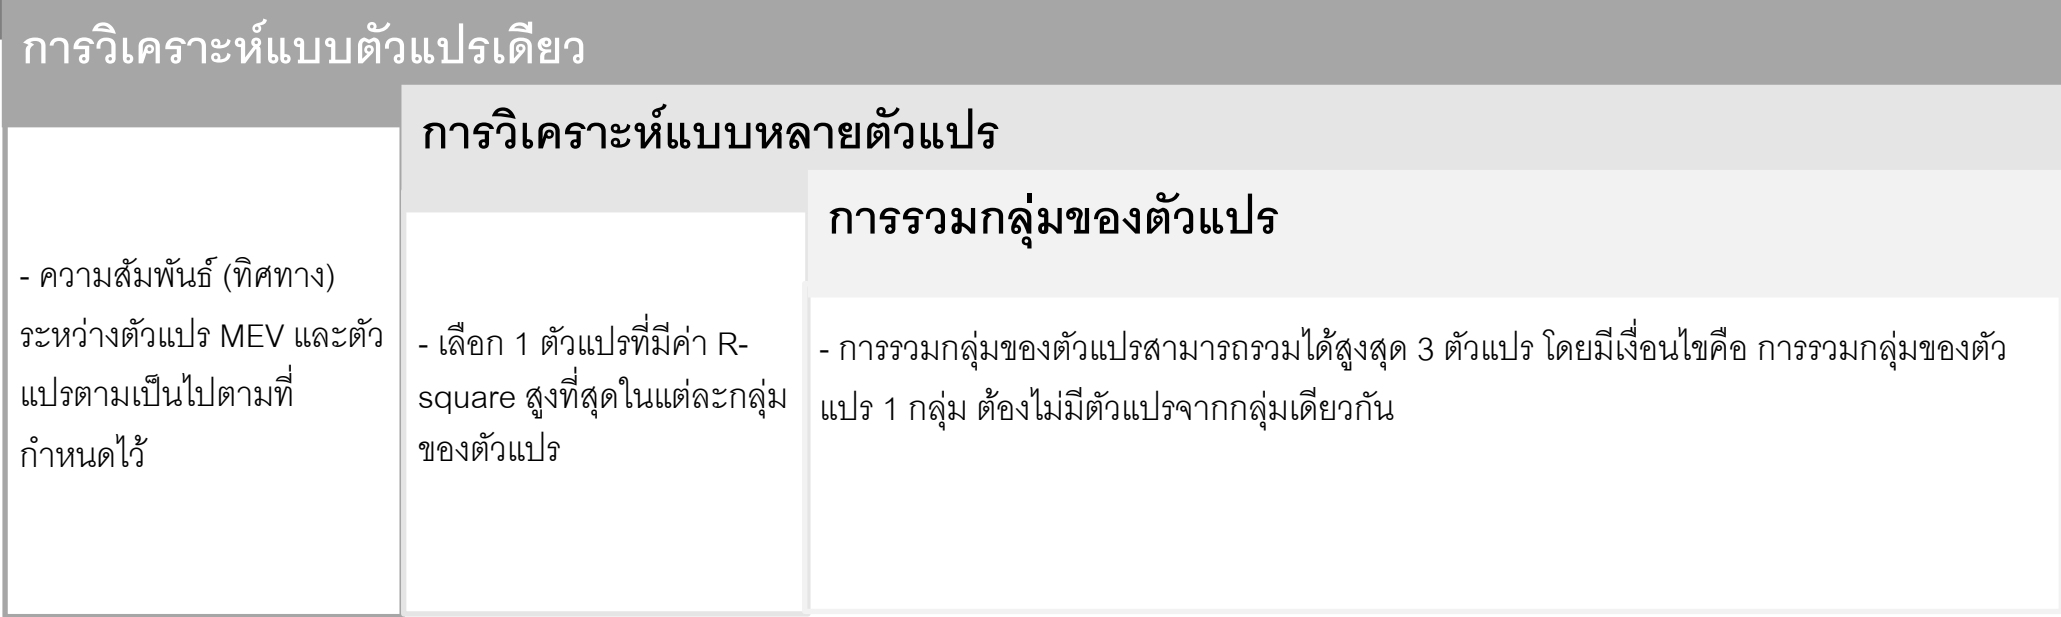 การวิเคราะห์แบบตัวแปรเดียว
- ความสัมพันธ์ (ทิศทาง)
ระหว่างตัวแปร MEV และตัว
แปรตามเป็นไปตามที่
กำหนดไว้
การวิเคราะห์แบบหลายตัวแปร
- เลือก 1 ตัวแปรที่มีค่า R-
square สูงที่สุดในแต่ละกลุ่ม
ของตัวแปร
การรวมกลุ่มของตัวแปร
- การรวมกลุ่มของตัวแปรสามารถรวมได้สูงสุด 3 ตัวแปร โดยมีเงื่อนไขคือ การรวมกลุ่มของตัว
แปร 1 กลุ่ม ต้องไม่มีตัวแปรจากกลุ่มเดียวกัน